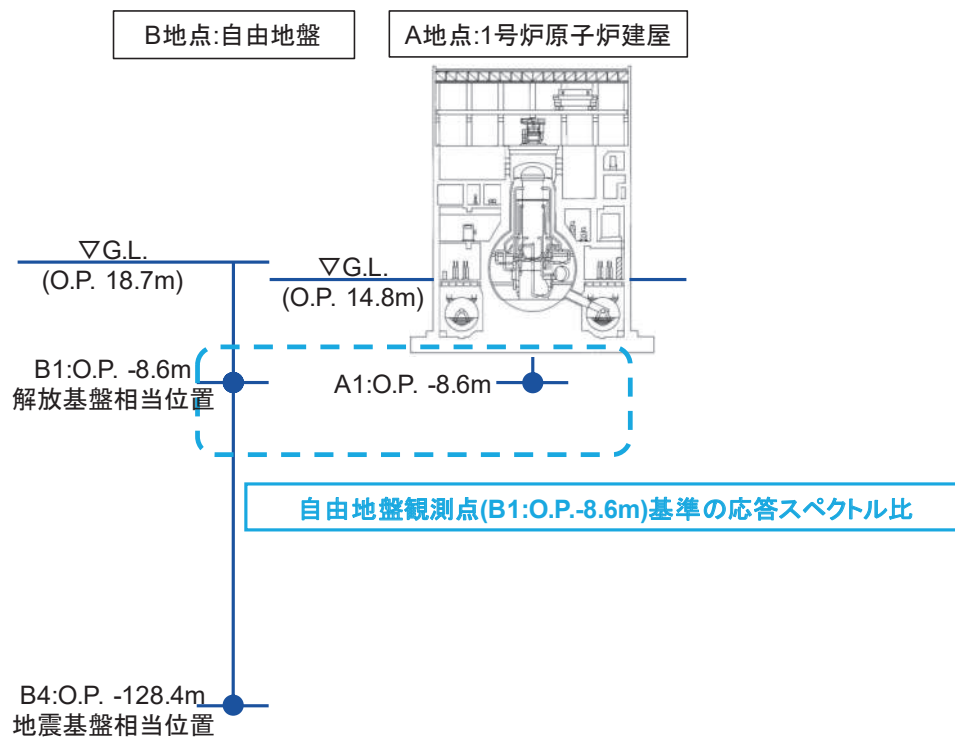 B地点:自由地盤
A地点:1号炉原子炉建屋
▽G.L.
(O.P. 18.7m)
▽G.L.
(O.P. 14.8m)
B1:O.P. -8.6m
解放基盤相当位置
A1:O.P. -8.6m
自由地盤観測点(B1:O.P.-8.6m)基準の応答スペクトル比
B4:O.P. -128.4m
地震基盤相当位置